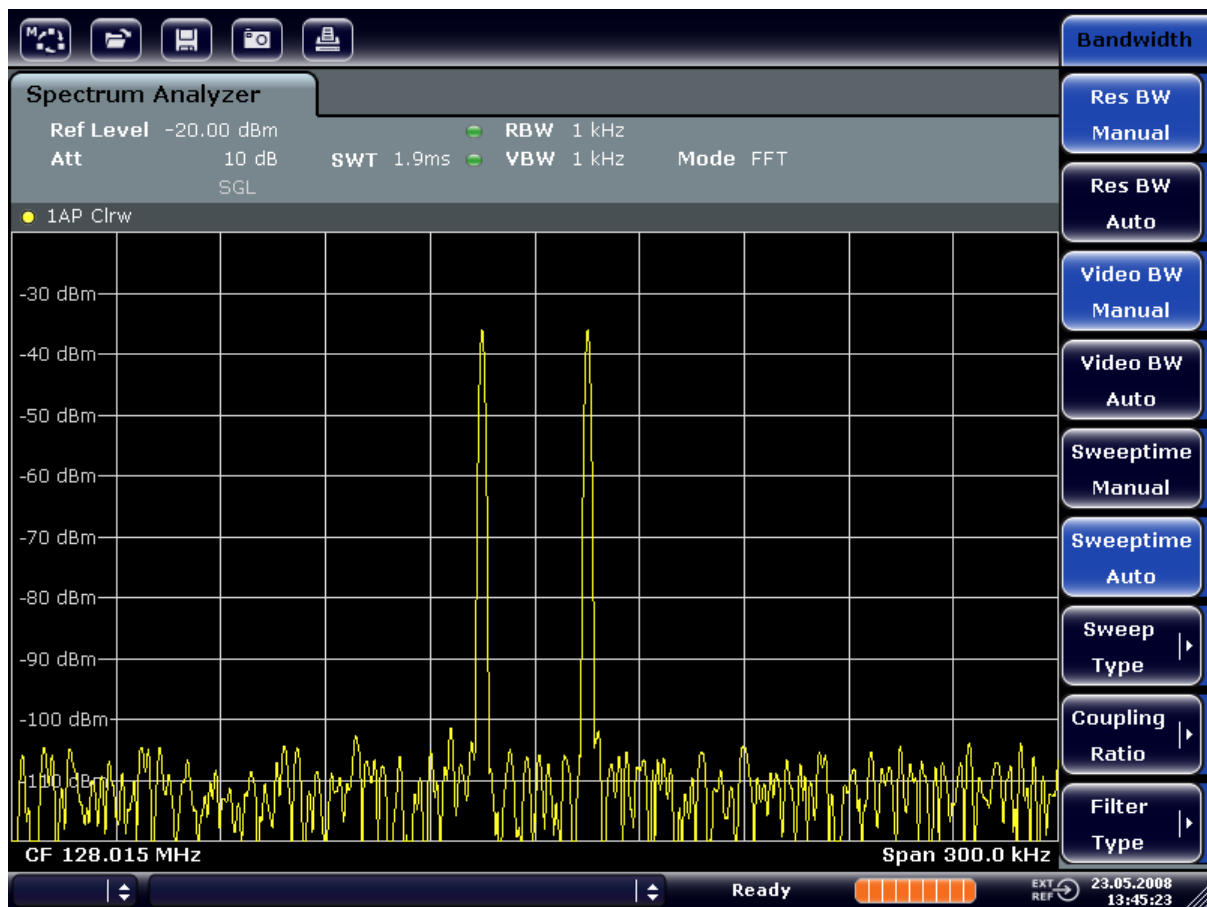 M
Bandwidth
Spectrum Analyzer
Ref Level -20.00 dBm RBW 1 kHz
Att 10 dB SWT 1.9ms VBW 1 kHz Mode FFT
SGL
1AP Clrw
-30 dBm
-40 dBm
-50 dBm
-60 dBm
-70 dBm
-80 dBm
-90 dBm
-100 dBm
-110 dBm
CF 128.015 MHz Span 300.0 kHz
Res BW
Manual
Res BW
Auto
Video BW
Manual
Video BW
Auto
Sweeptime
Manual
Sweeptime
Auto
Sweep
Type
Coupling
Ratio
Filter
Type
Ready
EXT
REF
23.05.2008
13:45:23